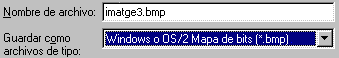 Nombre de archivo: imatge3.bmp
Guardar como
archivos de tipo: Windows o OS/2 Mapa de bits (*.bmp)